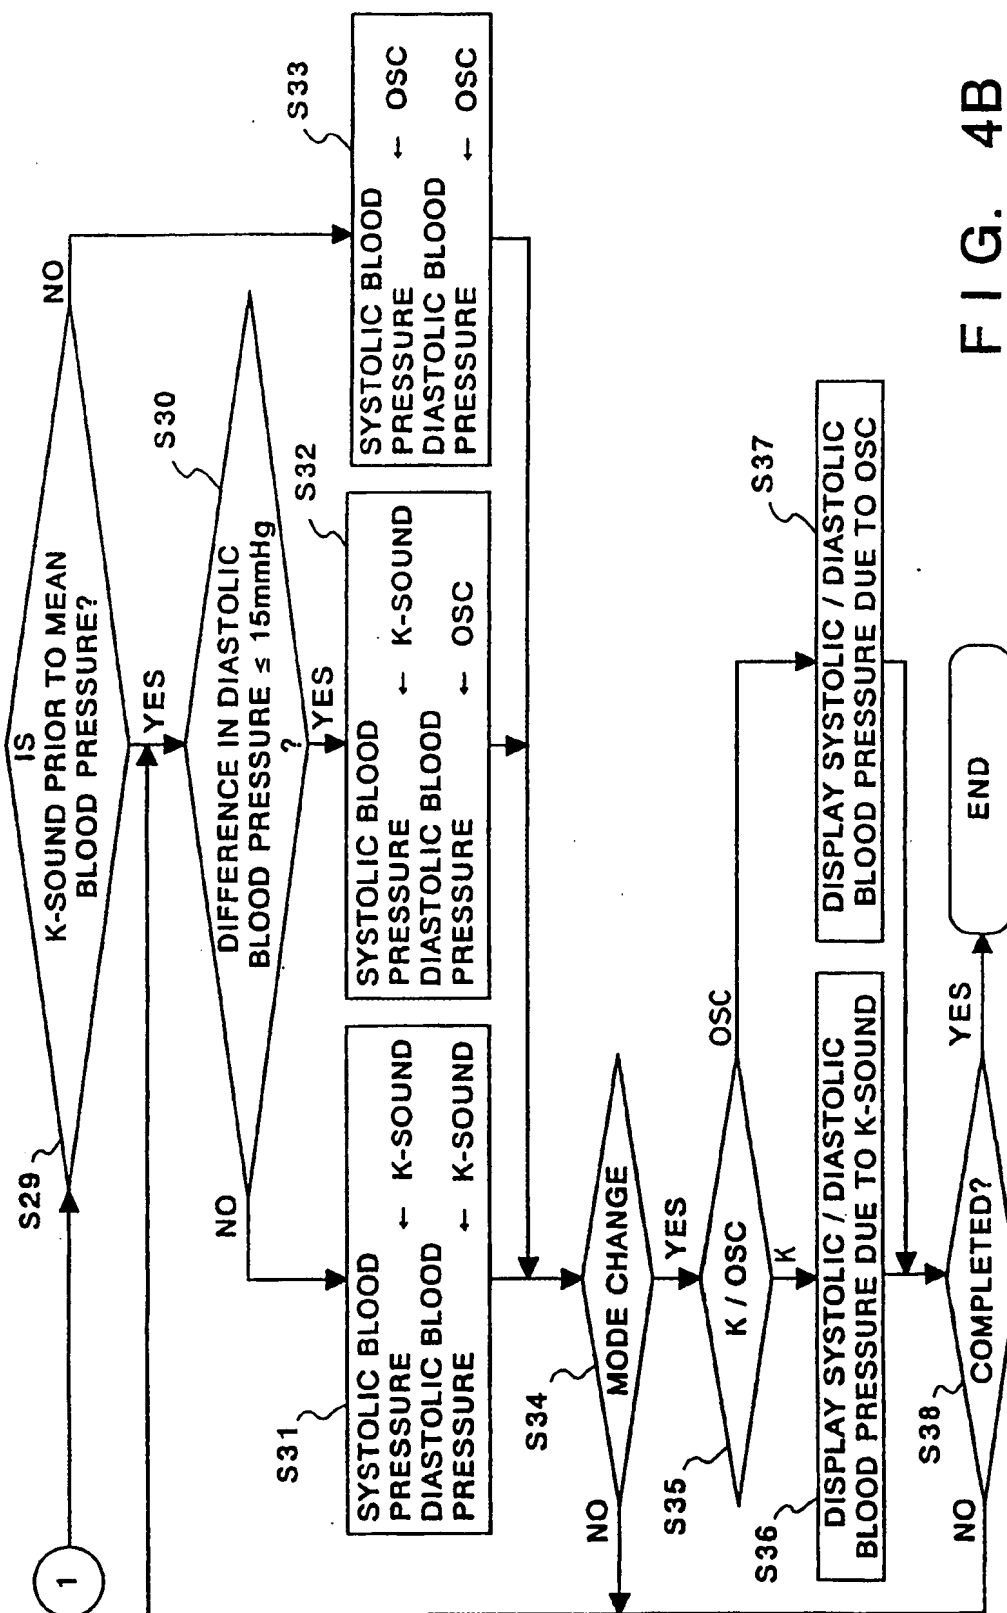 1
S29
IS
K-SOUND PRIOR TO MEAN
BLOOD PRESSURE?
NO
YES
S30
DIFFERENCE IN DIASTOLIC
BLOOD PRESSURE ≤ 15mmHg
?
NO
YES
S31
SYSTOLIC BLOOD
PRESSURE ← K-SOUND
DIASTOLIC BLOOD
PRESSURE ← K-SOUND
S32
SYSTOLIC BLOOD
PRESSURE ← K-SOUND
DIASTOLIC BLOOD
PRESSURE ← OSC
S33
SYSTOLIC BLOOD
PRESSURE ← OSC
DIASTOLIC BLOOD
PRESSURE ← OSC
S34
MODE CHANGE
NO
YES
S35
K / OSC
OSC
K
S36
DISPLAY SYSTOLIC / DIASTOLIC
BLOOD PRESSURE DUE TO K-SOUND
S37
DISPLAY SYSTOLIC / DIASTOLIC
BLOOD PRESSURE DUE TO OSC
S38
COMPLETED?
NO
YES
END
FIG. 4B